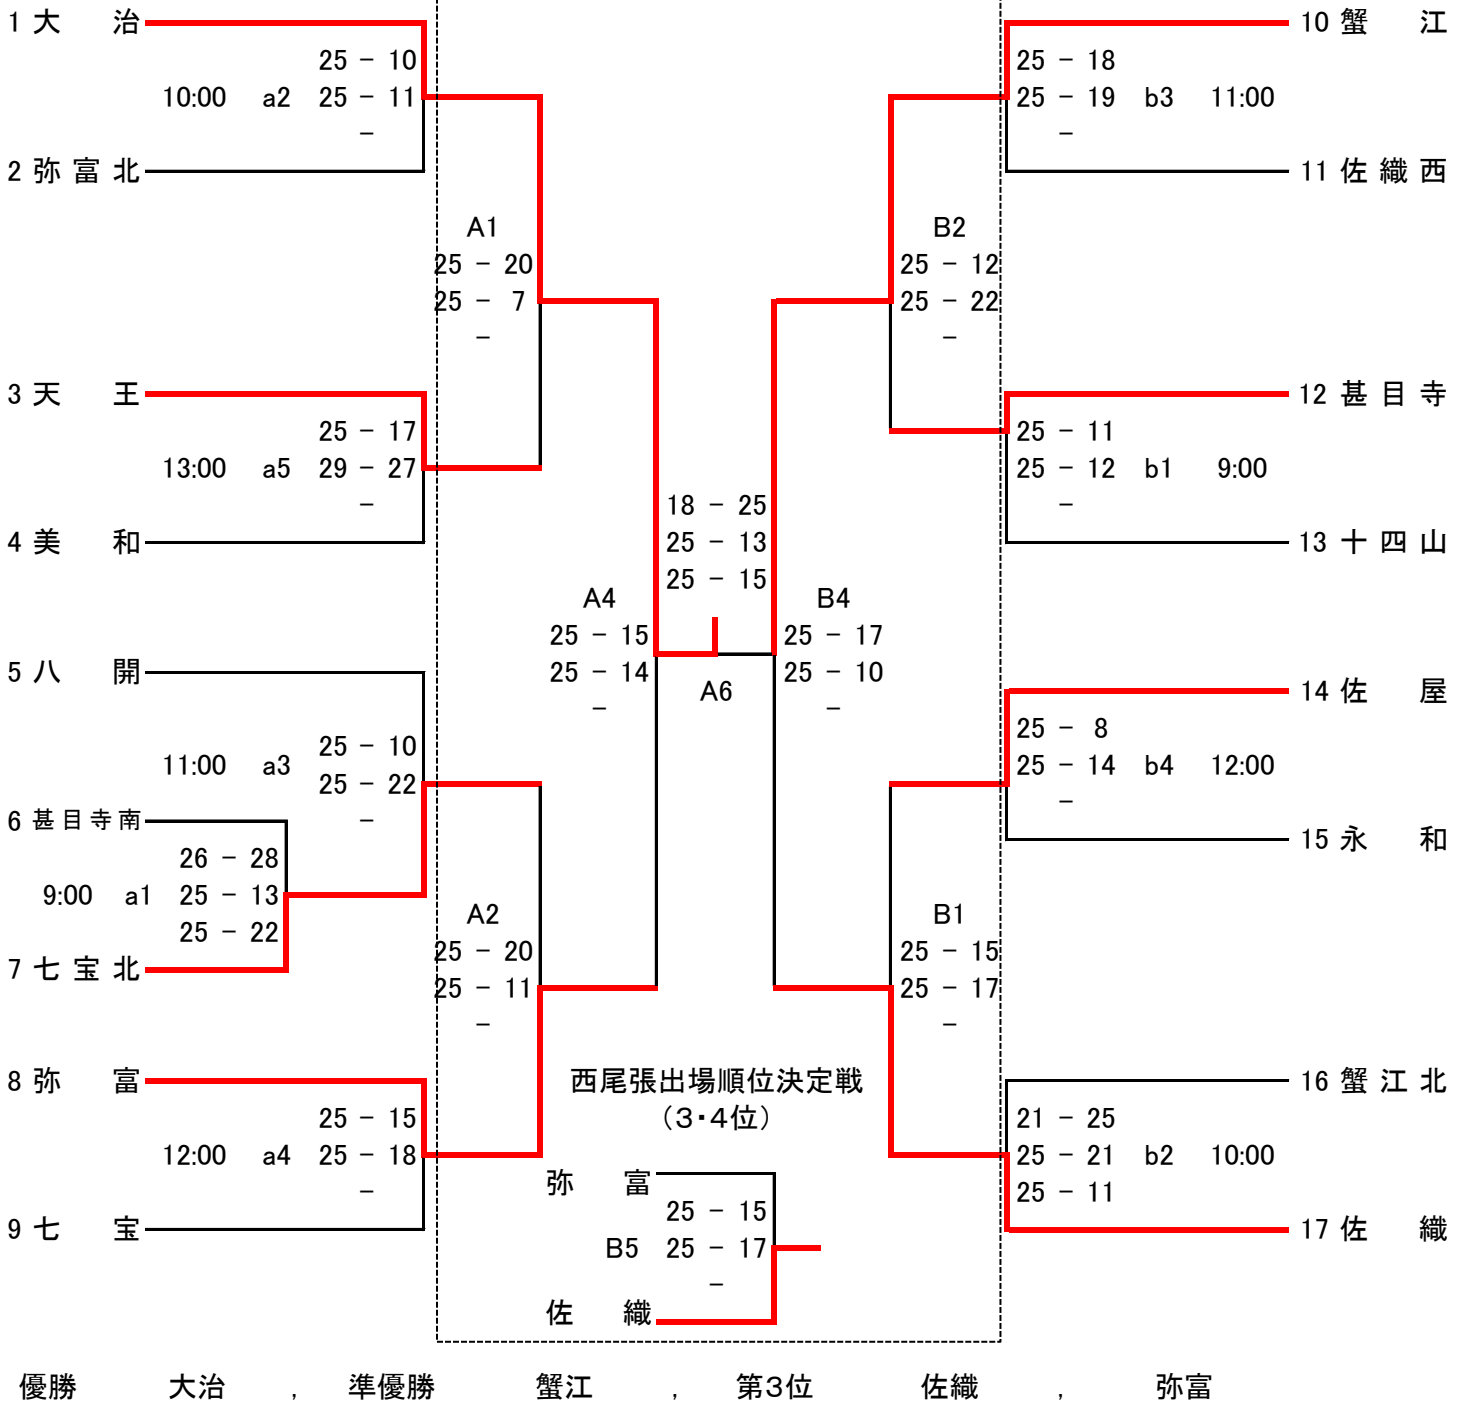 1 大 治
25 - 10
10:00 a2 25 - 11
-
2 弥富北
A1
25 - 20
25 - 7
-
3 天 王
25 - 17
13:00 a5 29 - 27
-
4 美 和
5 八 開
25 - 10
11:00 a3
25 - 22
-
6 甚目寺南
26 - 28
9:00 a1 25 - 13
25 - 22
7 七宝北
A2
25 - 20
25 - 11
-
8 弥 富
25 - 15
12:00 a4 25 - 18
-
9 七 宝
A4
25 - 15
25 - 14
-
18 - 25
25 - 13
25 - 15
A6
B4
25 - 17
25 - 10
-
10 蟹 江
25 - 18
25 - 19 b3 11:00
-
11 佐織西
B2
25 - 12
25 - 22
-
12 甚目寺
25 - 11
25 - 12 b1 9:00
-
13 十四山
14 佐 屋
25 - 8
25 - 14 b4 12:00
-
15 永 和
B1
25 - 15
25 - 17
-
16 蟹江北
21 - 25
25 - 21 b2 10:00
25 - 11
17 佐 織
西尾張出場順位決定戦
（3・4位）
弥 富
25 - 15
B5 25 - 17
-
佐 織
優勝 大治 , 準優勝 蟹江 , 第3位 佐織 , 弥富